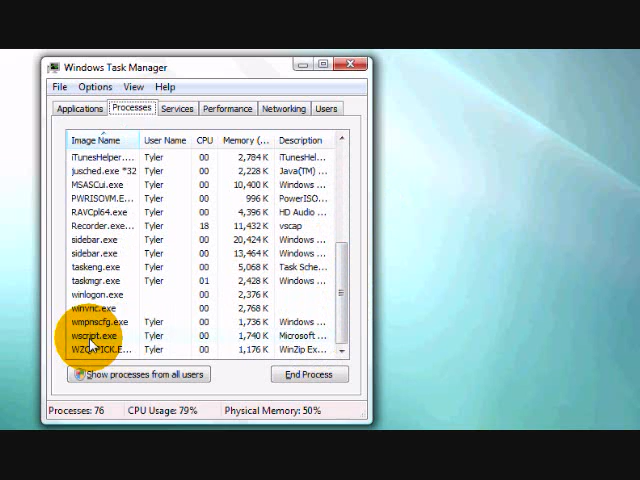 Windows Task Manager
File Options View Help
Applications Processes Services Performance Networking Users
Image Name User Name CPU Memory (... Description
iTunesHelper.... Tyler 00 2,784 K iTunesHel...
jusched.exe *32 Tyler 00 2,228 K Java(TM) ...
MSASCui.exe Tyler 00 10,400 K Windows ...
PWRISOVM.E... Tyler 00 996 K PowerISO...
RAVCpl64.exe Tyler 00 4,396 K HD Audio ...
Recorder.exe... Tyler 18 11,432 K vscap
sidebar.exe Tyler 00 20,424 K Windows ...
sidebar.exe Tyler 00 13,464 K Windows ...
taskeng.exe Tyler 00 5,068 K Task Sche...
taskmgr.exe Tyler 01 2,428 K Windows ...
winlogon.exe 00 2,376 K
winvnc.exe 00 2,768 K
wmpnscfg.exe Tyler 00 1,736 K Windows ...
wscript.exe Tyler 00 1,740 K Microsoft ...
WZQKPICK.E... Tyler 00 1,176 K WinZip Ex...
Show processes from all users End Process
Processes: 76 CPU Usage: 79% Physical Memory: 50%